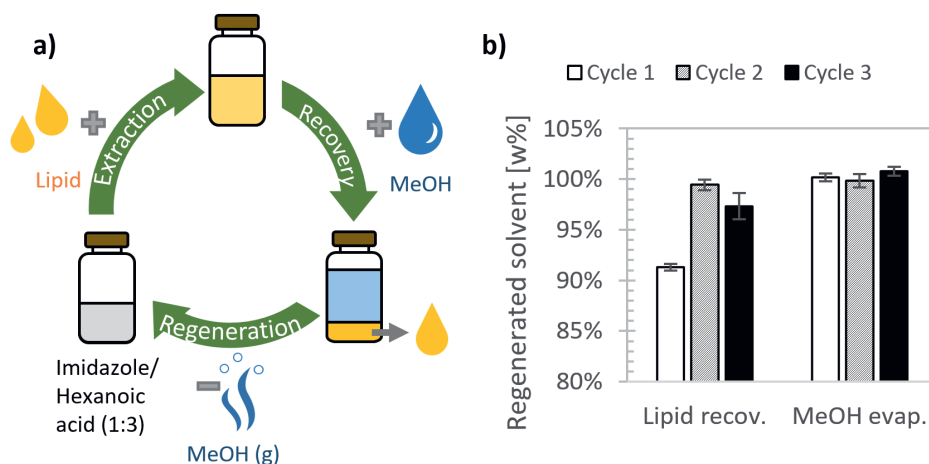 a)
Extraction
Recovery
Lipid
MeOH
Regeneration
Imidazole/
Hexanoic
acid (1:3)
MeOH (g)
b)
Cycle 1 Cycle 2 Cycle 3
Regenerated solvent [w%]
105%
100%
95%
90%
85%
80%
Lipid recov. MeOH evap.